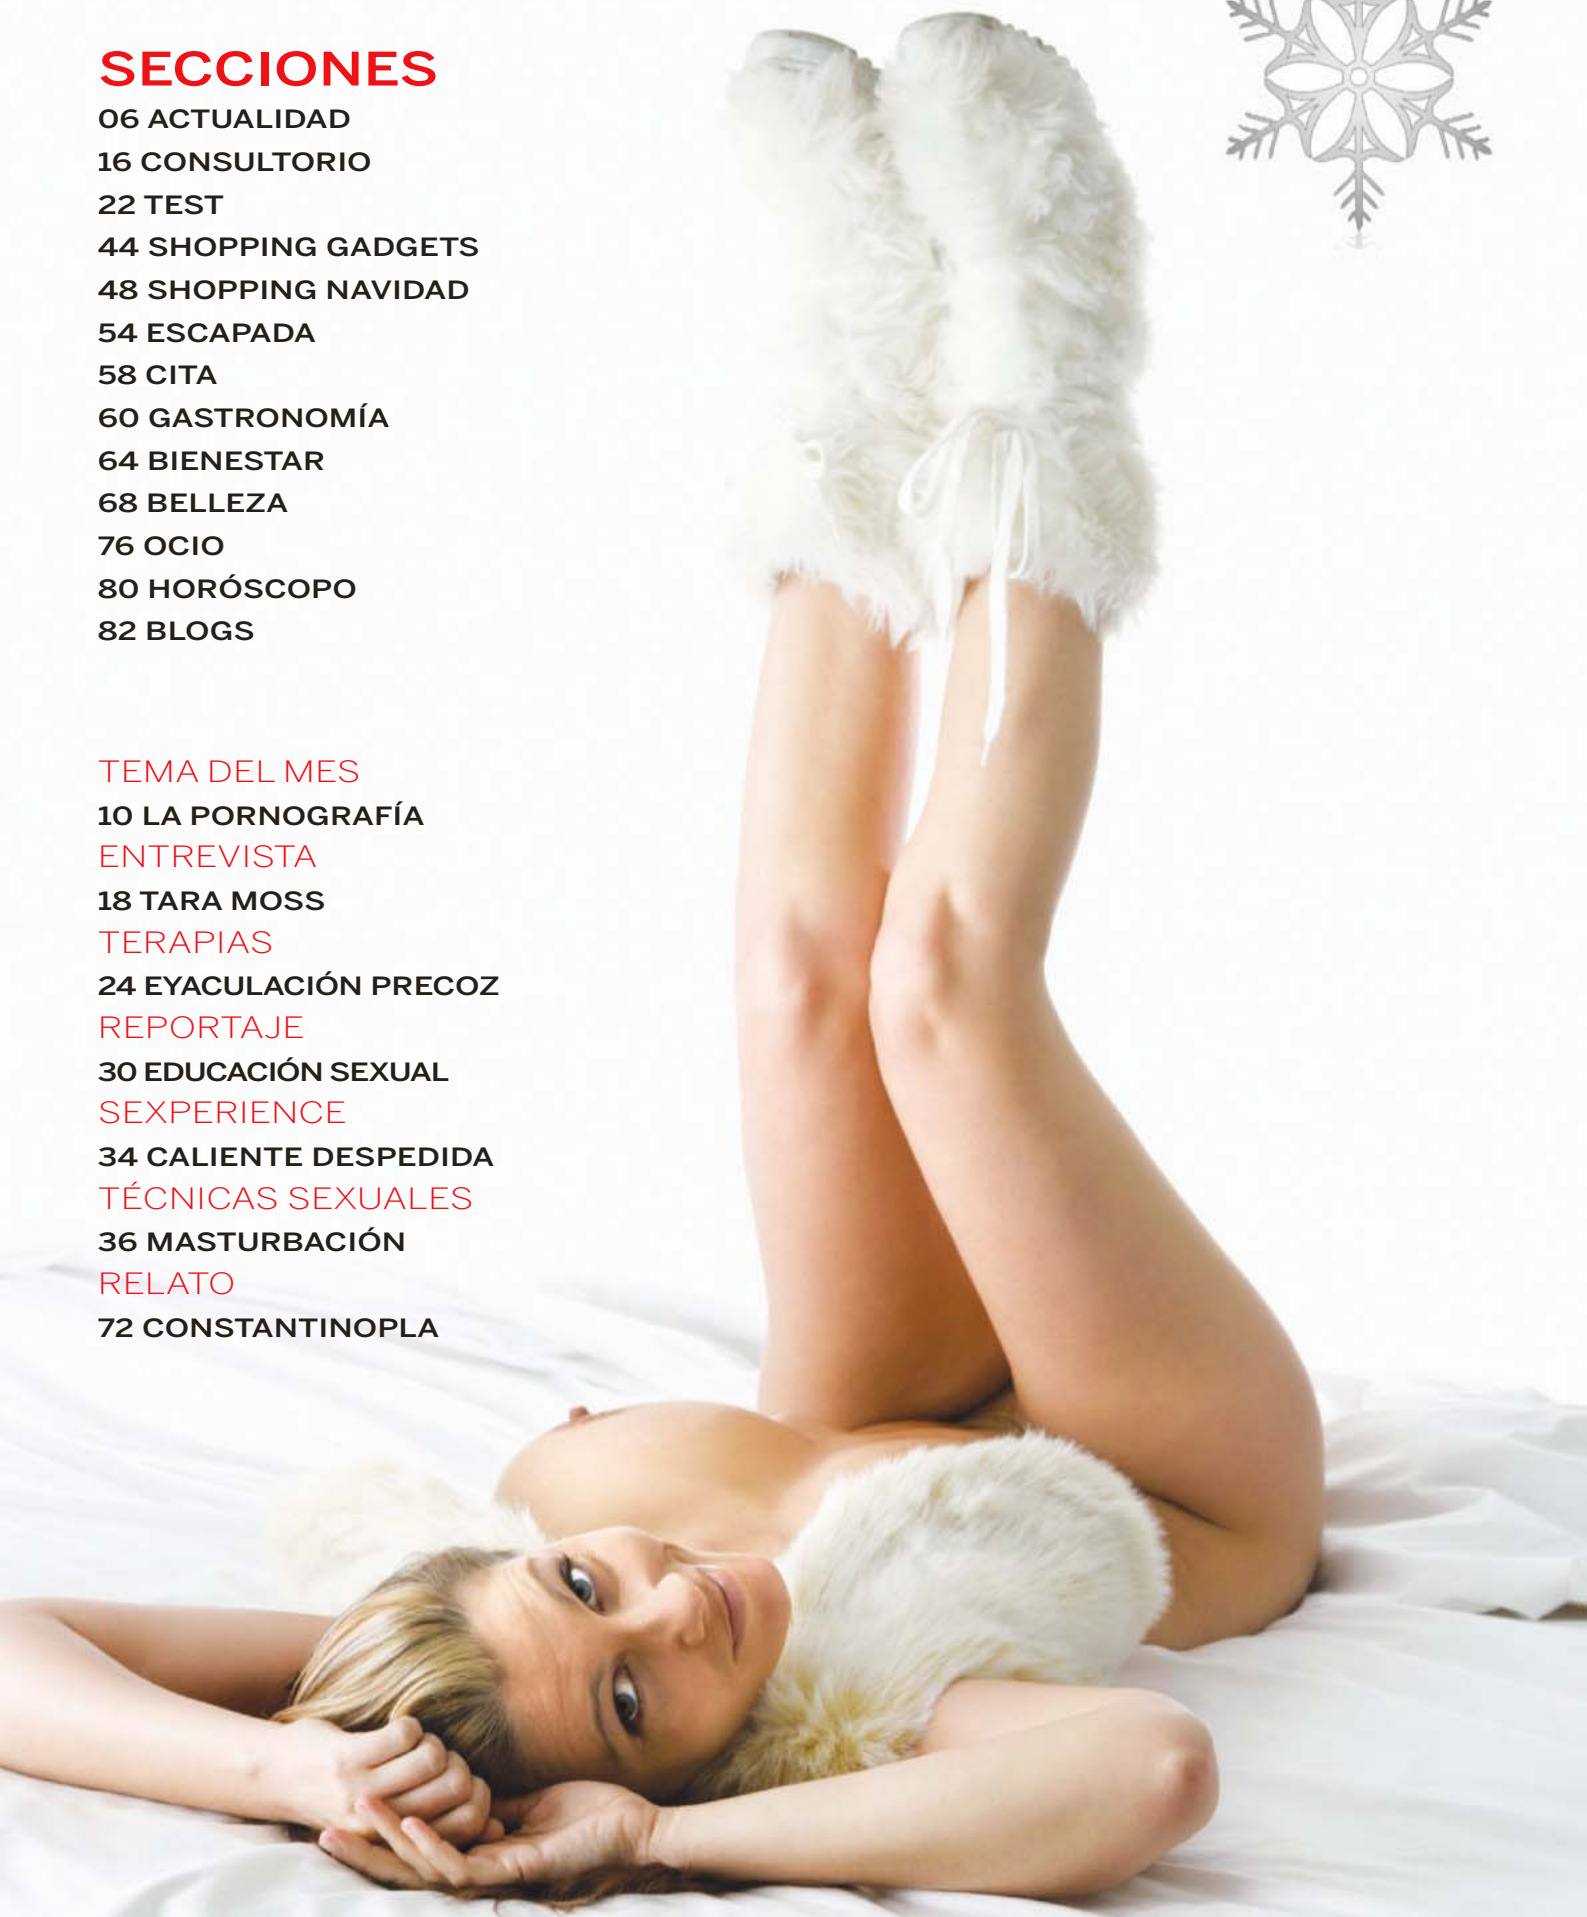 SECCIONES
06 ACTUALIDAD
16 CONSULTORIO
22 TEST
44 SHOPPING GADGETS
48 SHOPPING NAVIDAD
54 ESCAPADA
58 CITA
60 GASTRONOMÍA
64 BIENESTAR
68 BELLEZA
76 OCIO
80 HORÓSCOPO
82 BLOGS
TEMA DEL MES
10 LA PORNOGRAFÍA
ENTREVISTA
18 TARA MOSS
TERAPIAS
24 EYACULACIÓN PRECOZ
REPORTAJE
30 EDUCACIÓN SEXUAL
SEXPERIENCE
34 CALIENTE DESPEDIDA
TÉCNICAS SEXUALES
36 MASTURBACIÓN
RELATO
72 CONSTANTINOPLA